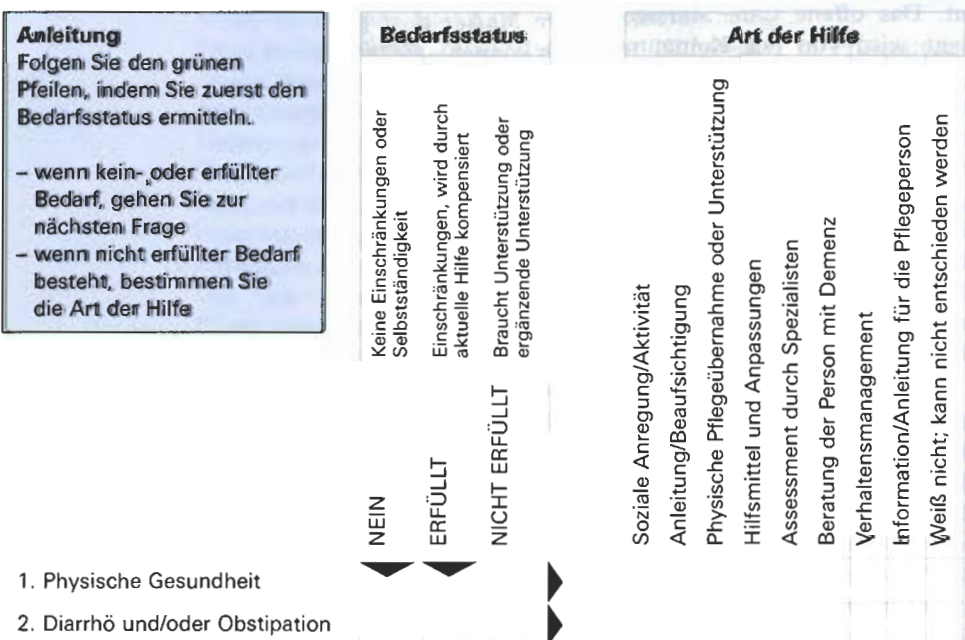 Anleitung
Folgen Sie den grünen
Pfeilen, indem Sie zuerst den
Bedarfsstatus ermitteln.
– wenn kein- oder erfüllter
Bedarf, gehen Sie zur
nächsten Frage
– wenn nicht erfüllter Bedarf
besteht, bestimmen Sie
die Art der Hilfe
Bedarfsstatus
Art der Hilfe
Keine Einschränkungen oder
Selbstständigkeit
Einschränkungen, wird durch
aktuelle Hilfe kompensiert
Braucht Unterstützung oder
ergänzende Unterstützung
NEIN
ERFÜLLT
NICHT ERFÜLLT
Soziale Anregung/Aktivität
Anleitung/Beaufsichtigung
Physische Pflegeübernahme oder Unterstützung
Hilfsmittel und Anpassungen
Assessment durch Spezialisten
Beratung der Person mit Demenz
Verhaltensmanagement
Information/Anleitung für die Pflegeperson
Weiß nicht; kann nicht entschieden werden
1. Physische Gesundheit
2. Diarrhö und/oder Obstipation